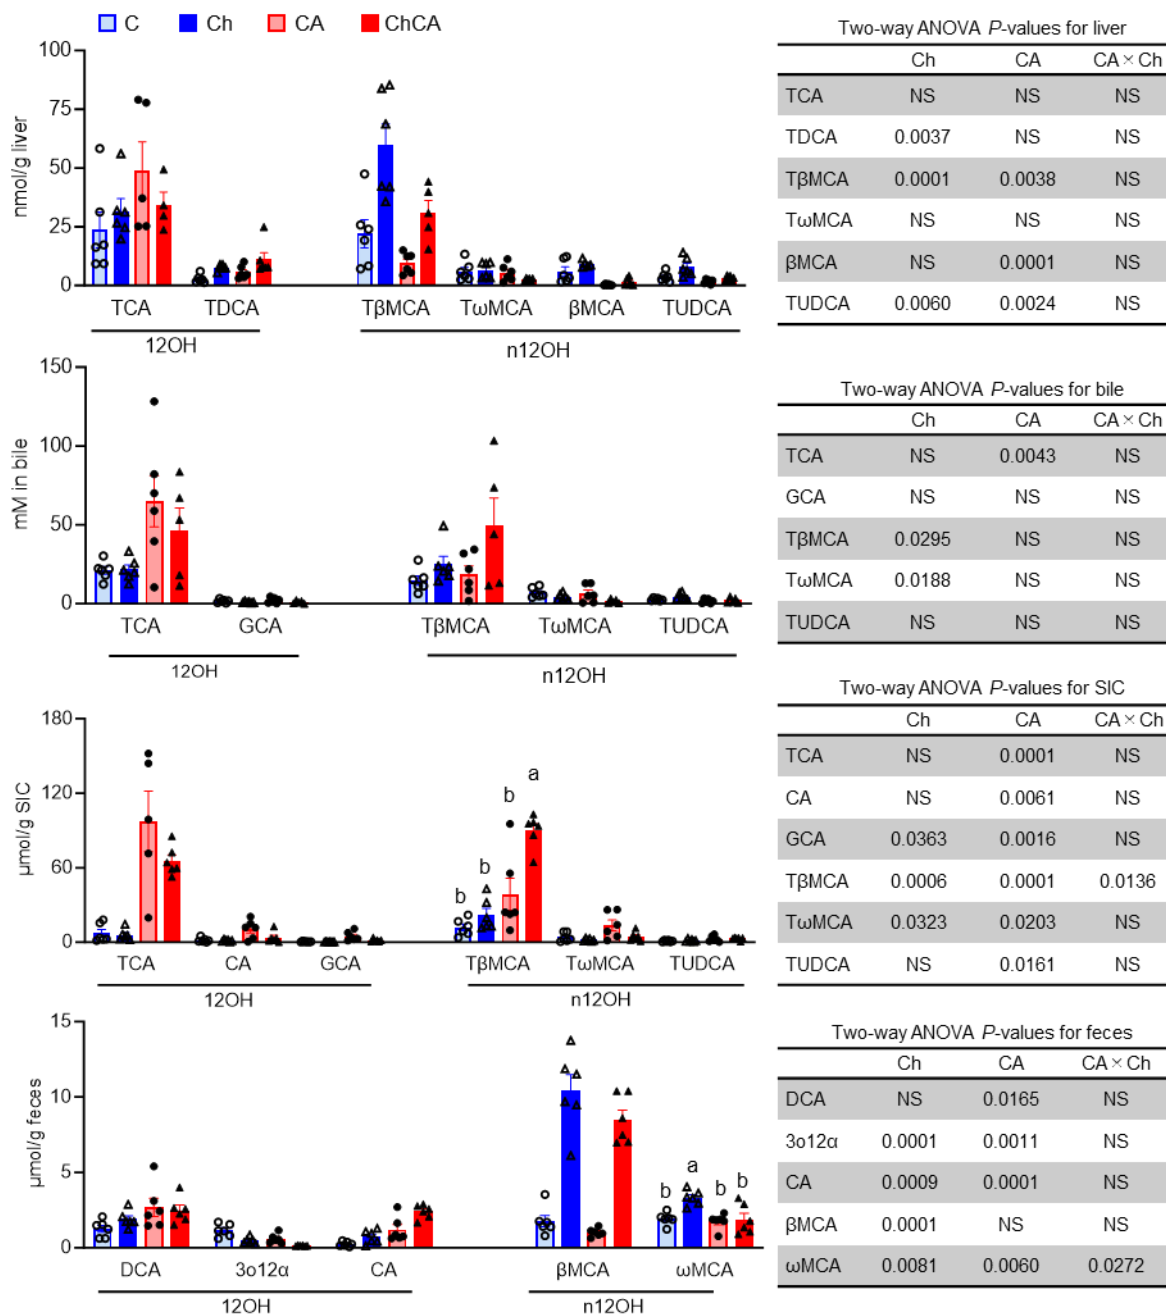 C Ch CA ChCA
100
75
50
25
0
nmol/g liver
TCA TDCA TβMCA TωMCA βMCA TUDCA
12OH n12OH
Two-way ANOVA P-values for liver
Ch CA CA × Ch
TCA NS NS NS
TDCA 0.0037 NS NS
TβMCA 0.0001 0.0038 NS
TωMCA NS NS NS
βMCA NS 0.0001 NS
TUDCA 0.0060 0.0024 NS
150
100
50
0
mM in bile
TCA GCA TβMCA TωMCA TUDCA
12OH n12OH
Two-way ANOVA P-values for bile
Ch CA CA × Ch
TCA NS 0.0043 NS
GCA NS NS NS
TβMCA 0.0295 NS NS
TωMCA 0.0188 NS NS
TUDCA NS NS NS
180
120
60
0
μmol/g SIC
b b b a
TCA CA GCA TβMCA TωMCA TUDCA
12OH n12OH
Two-way ANOVA P-values for SIC
Ch CA CA × Ch
TCA NS 0.0001 NS
CA NS 0.0061 NS
GCA 0.0363 0.0016 NS
TβMCA 0.0006 0.0001 0.0136
TωMCA 0.0323 0.0203 NS
TUDCA NS 0.0161 NS
15
10
5
0
μmol/g feces
b a b b
DCA 3o12α CA βMCA ωMCA
12OH n12OH
Two-way ANOVA P-values for feces
Ch CA CA × Ch
DCA NS 0.0165 NS
3o12α 0.0001 0.0011 NS
CA 0.0009 0.0001 NS
βMCA 0.0001 NS NS
ωMCA 0.0081 0.0060 0.0272